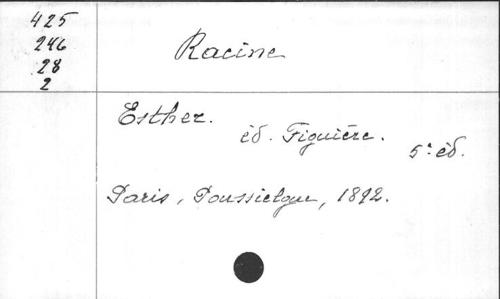 425
246
28
2
Racine
Esther.
éd. Figuière.
5e éd.
Paris, Poussielgue, 1892.